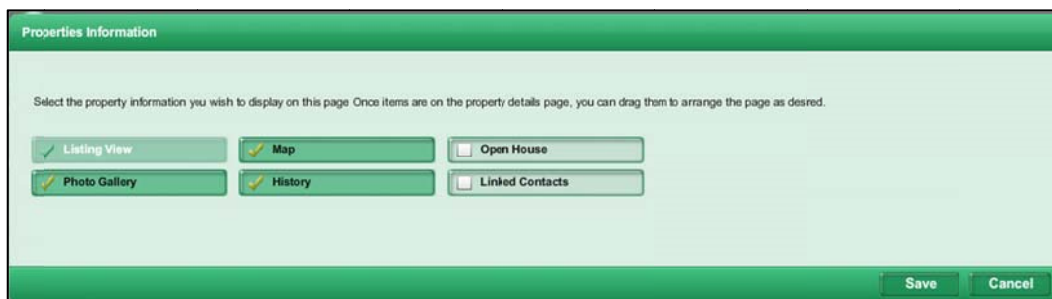 Properties Information
Select the property information you wish to display on this page Once items are on the property details page, you can drag them to arrange the page as desred.
Listing View Map Open House
Photo Gallery History Linked Contacts
Save Cancel